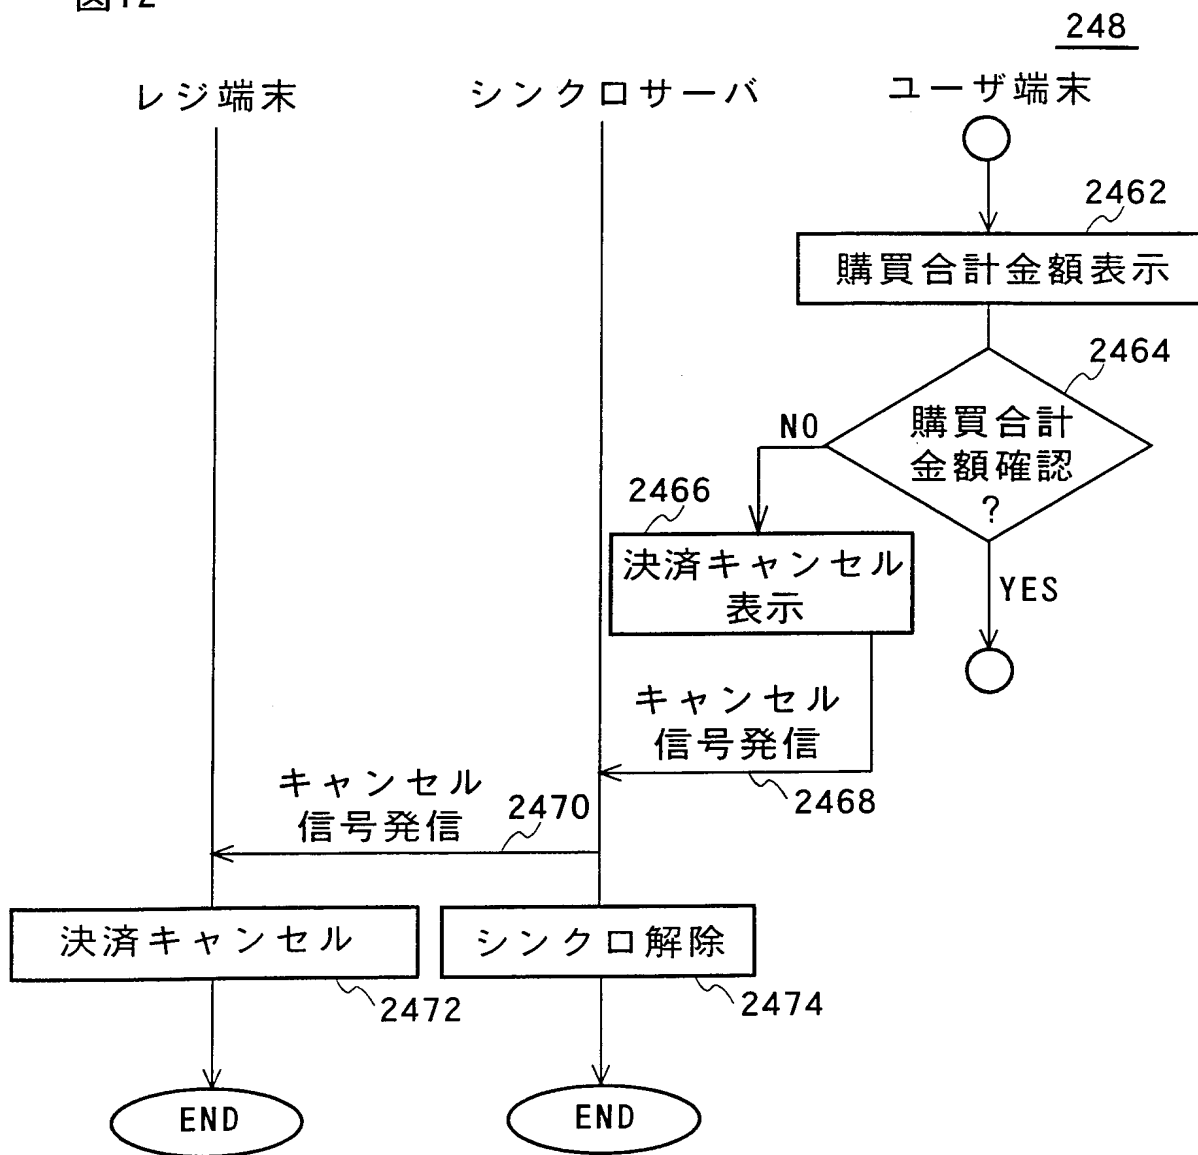 図12
248
レジ端末
シンクロサーバ
ユーザ端末
2462
購買合計金額表示
2464
購買合計
金額確認
?
NO
YES
2466
決済キャンセル
表示
キャンセル
信号発信
2468
キャンセル
信号発信
2470
決済キャンセル
2472
シンクロ解除
2474
END
END